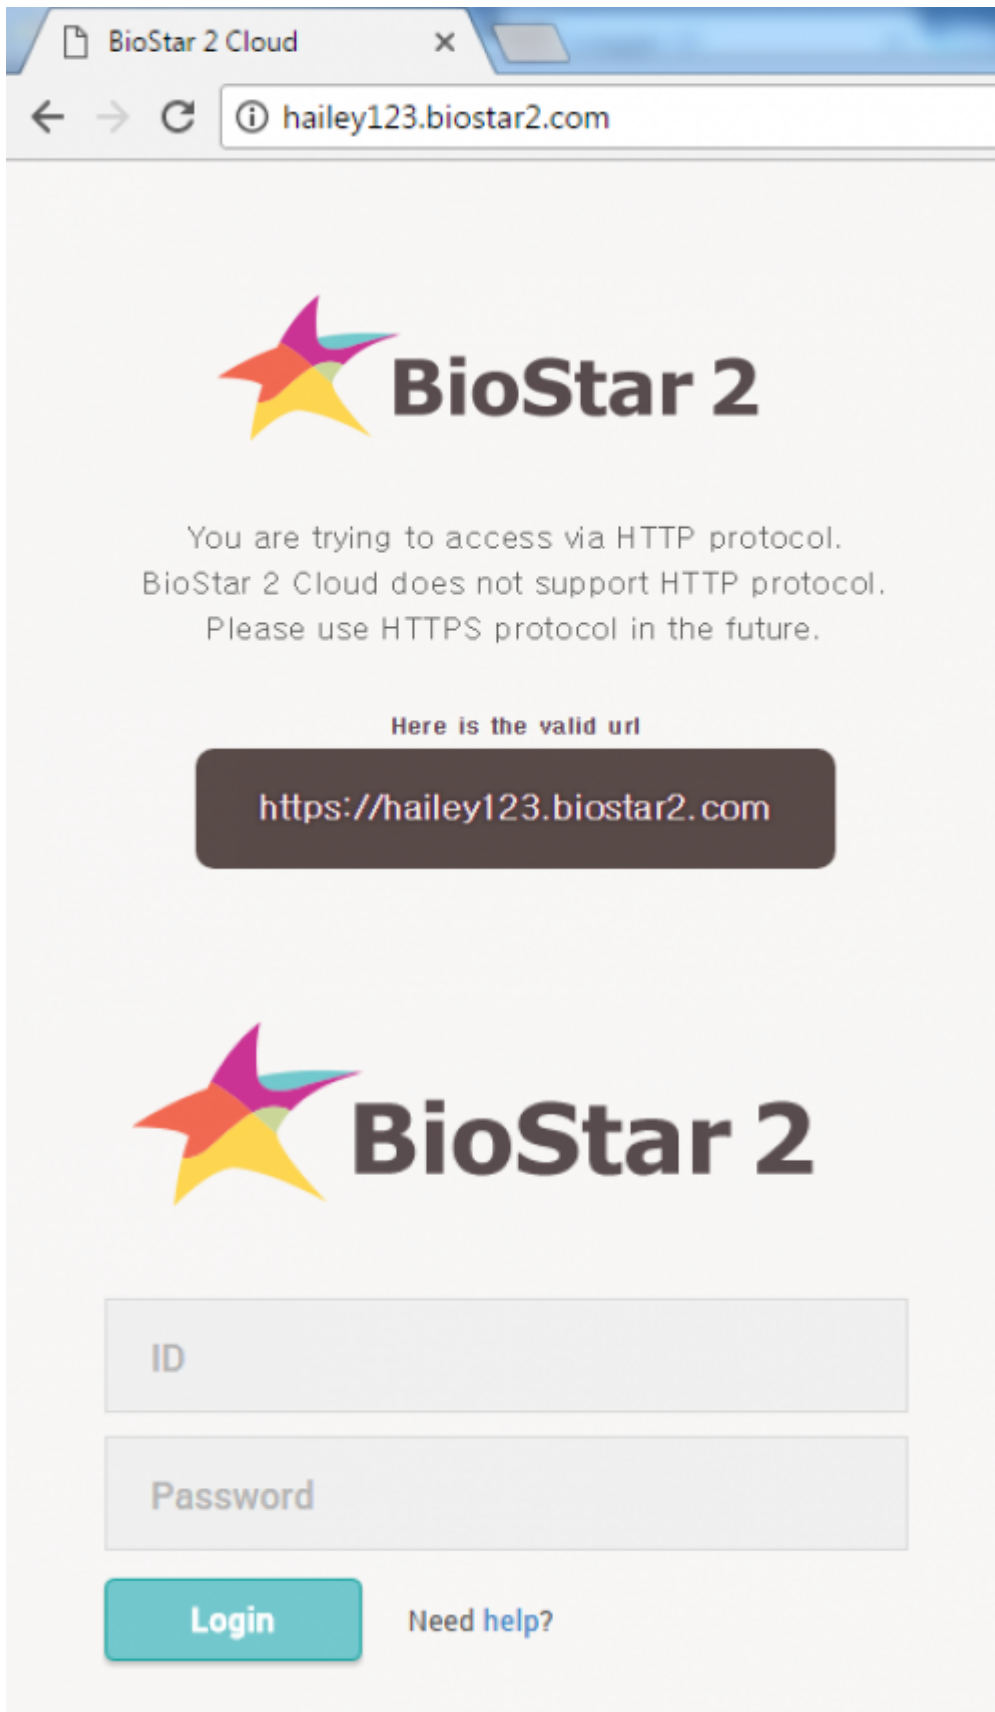 BioStar 2 Cloud
hailey123.biostar2.com
BioStar 2
You are trying to access via HTTP protocol.
BioStar 2 Cloud does not support HTTP protocol.
Please use HTTPS protocol in the future.
Here is the valid url
https://hailey123.biostar2.com
BioStar 2
ID
Password
Login Need help?